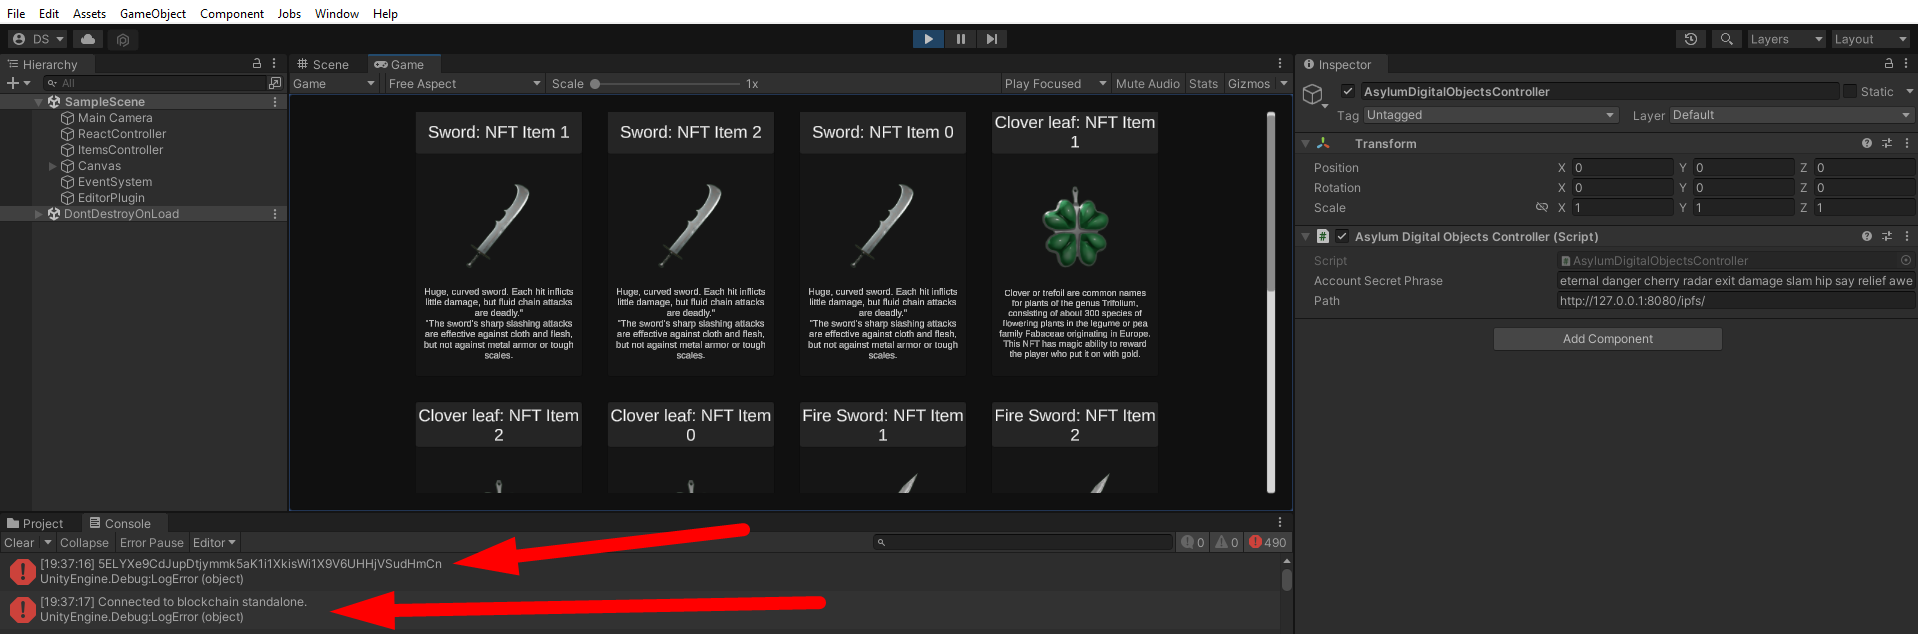 File Edit Assets GameObject Component Jobs Window Help
DS
Layers Layout
Hierarchy
All
SampleScene
Main Camera
ReactController
ItemsController
Canvas
EventSystem
EditorPlugin
DontDestroyOnLoad
Scene Game
Game Free Aspect Scale 1x Play Focused Mute Audio Stats Gizmos
Sword: NFT Item 1
Huge, curved sword. Each hit inflicts
little damage, but fluid chain attacks
are deadly."
"The sword's sharp slashing attacks
are effective against cloth and flesh,
but not against metal armor or tough
scales.
Sword: NFT Item 2
Huge, curved sword. Each hit inflicts
little damage, but fluid chain attacks
are deadly."
"The sword's sharp slashing attacks
are effective against cloth and flesh,
but not against metal armor or tough
scales.
Sword: NFT Item 0
Huge, curved sword. Each hit inflicts
little damage, but fluid chain attacks
are deadly."
"The sword's sharp slashing attacks
are effective against cloth and flesh,
but not against metal armor or tough
scales.
Clover leaf: NFT Item
1
Clover or trefoil are common names
for plants of the genus Trifolium,
consisting of about 300 species of
flowering plants in the legume or pea
family Fabaceae originating in Europe.
This NFT has magic ability to reward
the player who put it on with gold.
Clover leaf: NFT Item
2
Clover leaf: NFT Item
0
Fire Sword: NFT Item
1
Fire Sword: NFT Item
2
Inspector
AsylumDigitalObjectsController Static
Tag Untagged Layer Default
Transform
Position X 0 Y 0 Z 0
Rotation X 0 Y 0 Z 0
Scale X 1 Y 1 Z 1
# Asylum Digital Objects Controller (Script)
Script # AsylumDigitalObjectsController
Account Secret Phrase eternal danger cherry radar exit damage slam hip say relief awe
Path http://127.0.0.1:8080/ipfs/
Add Component
Project Console
Clear Collapse Error Pause Editor 0 0 490
[19:37:16] 5ELYXe9CdJupDtjymmk5aK1i1XkisWi1X9V6UHHjVSudHmCn
UnityEngine.Debug:LogError (object)
[19:37:17] Connected to blockchain standalone.
UnityEngine.Debug:LogError (object)